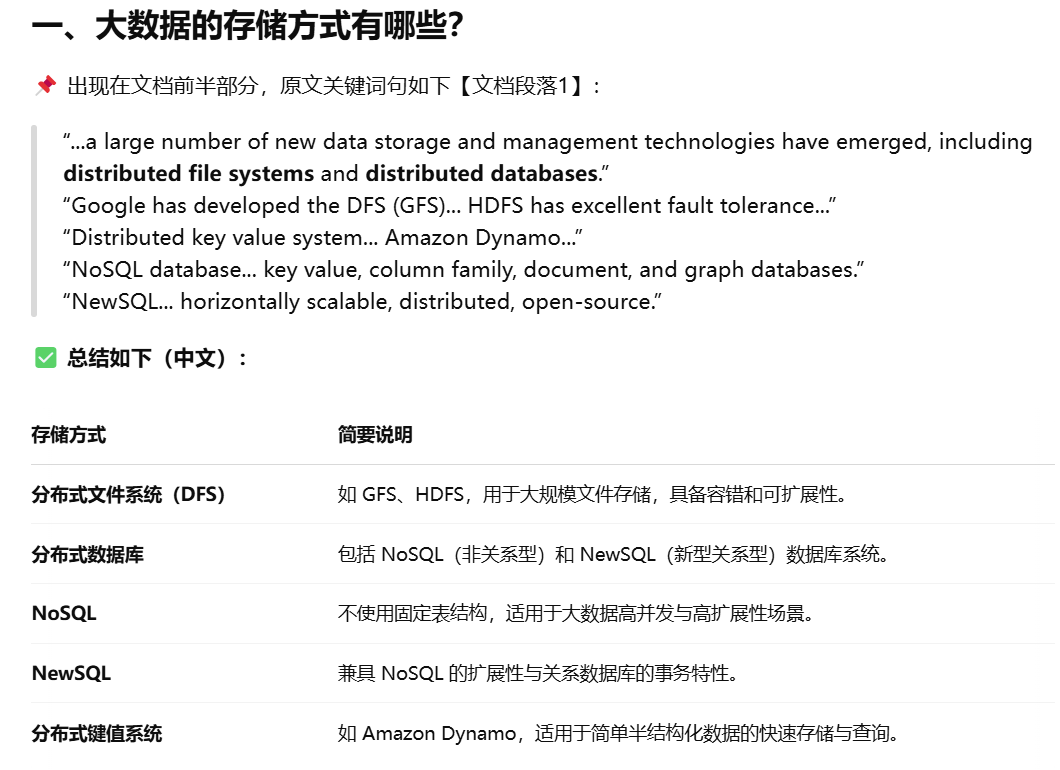 一、大数据的存储方式有哪些？
📌 出现在文档前半部分，原文关键词句如下【文档段落1】：
“...a large number of new data storage and management technologies have emerged, including
distributed file systems and distributed databases.”
“Google has developed the DFS (GFS)... HDFS has excellent fault tolerance...”
“Distributed key value system... Amazon Dynamo...”
“NoSQL database... key value, column family, document, and graph databases.”
“NewSQL... horizontally scalable, distributed, open-source.”
✅ 总结如下（中文）：
存储方式 简要说明
分布式文件系统（DFS） 如 GFS、HDFS，用于大规模文件存储，具备容错和可扩展性。
分布式数据库 包括 NoSQL（非关系型）和 NewSQL（新型关系型）数据库系统。
NoSQL 不使用固定表结构，适用于大数据高并发与高扩展性场景。
NewSQL 兼具 NoSQL 的扩展性与关系数据库的事务特性。
分布式键值系统 如 Amazon Dynamo，适用于简单半结构化数据的快速存储与查询。